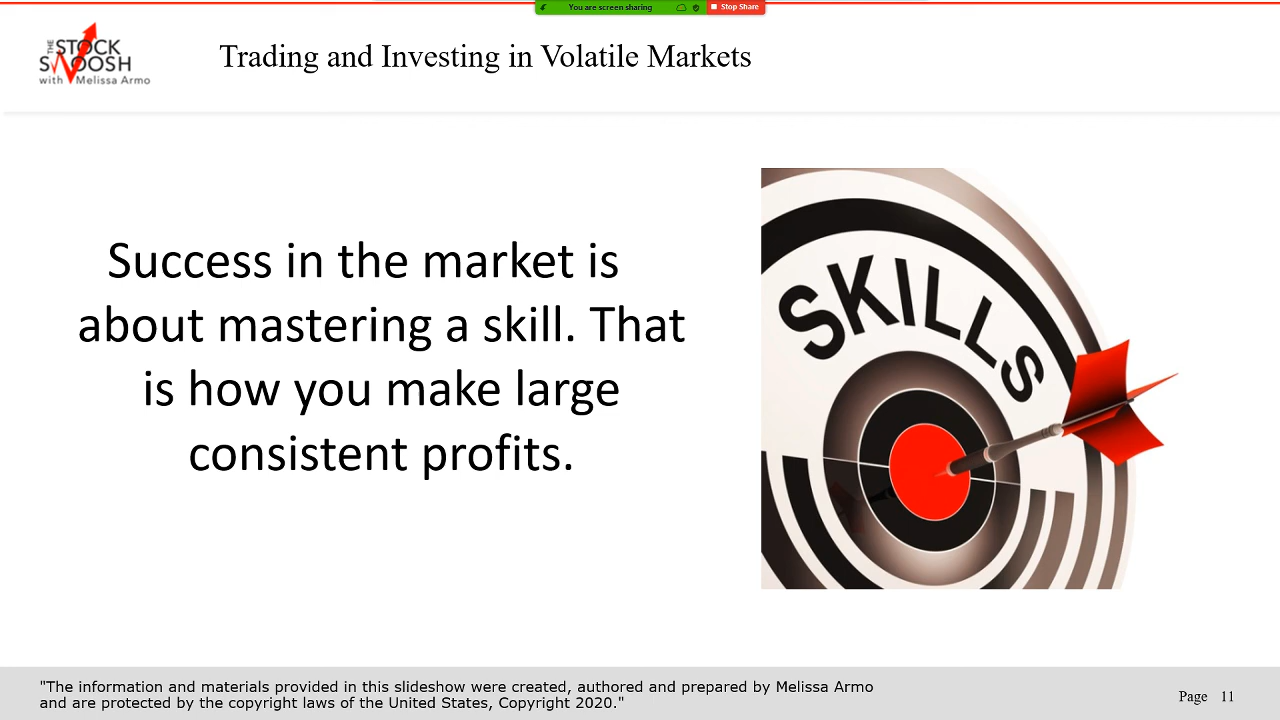 You are screen sharing
Stop Share
THE STOCK
SWOOSH
with Melissa Armo
Trading and Investing in Volatile Markets
Success in the market is
about mastering a skill. That
is how you make large
consistent profits.
SKILLS
"The information and materials provided in this slideshow were created, authored and prepared by Melissa Armo
and are protected by the copyright laws of the United States, Copyright 2020."
Page 11